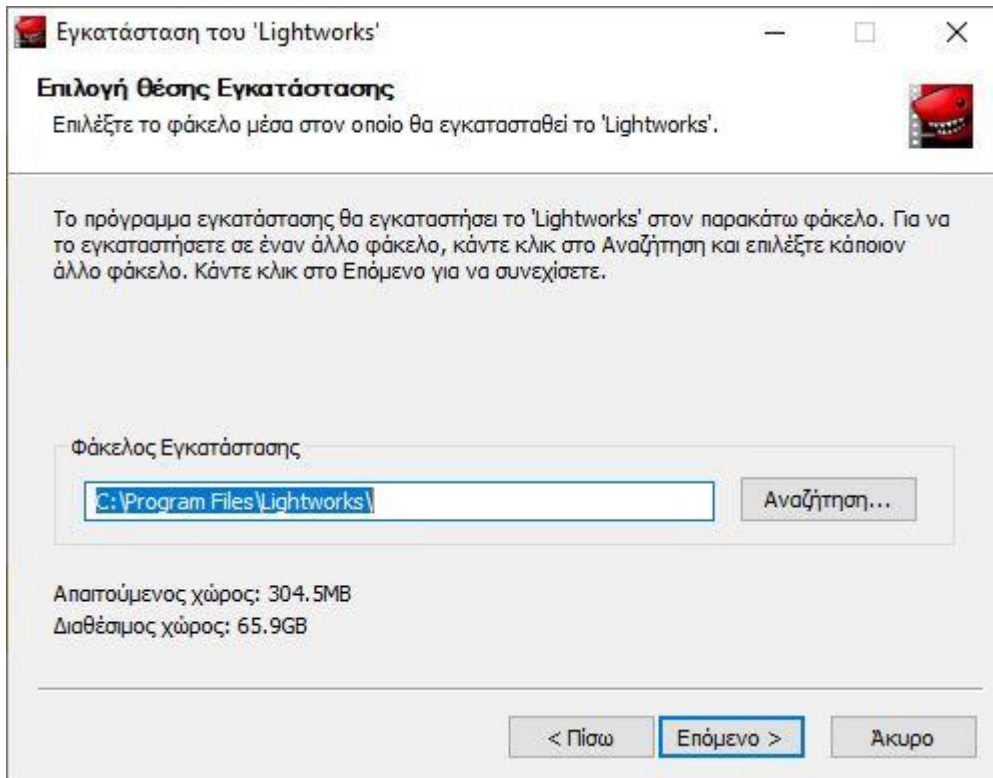 Εγκατάσταση του 'Lightworks'
Επιλογή Θέσης Εγκατάστασης
Επιλέξτε το φάκελο μέσα στον οποίο θα εγκατασταθεί το 'Lightworks'.
Το πρόγραμμα εγκατάστασης θα εγκαταστήσει το 'Lightworks' στον παρακάτω φάκελο. Για να
το εγκαταστήσετε σε έναν άλλο φάκελο, κάντε κλικ στο Αναζήτηση και επιλέξτε κάποιον
άλλο φάκελο. Κάντε κλικ στο Επόμενο για να συνεχίσετε.
Φάκελος Εγκατάστασης
C:\Program Files\Lightworks\
Αναζήτηση...
Απαιτούμενος χώρος: 304.5MB
Διαθέσιμος χώρος: 65.9GB
< Πίσω
Επόμενο >
Άκυρο